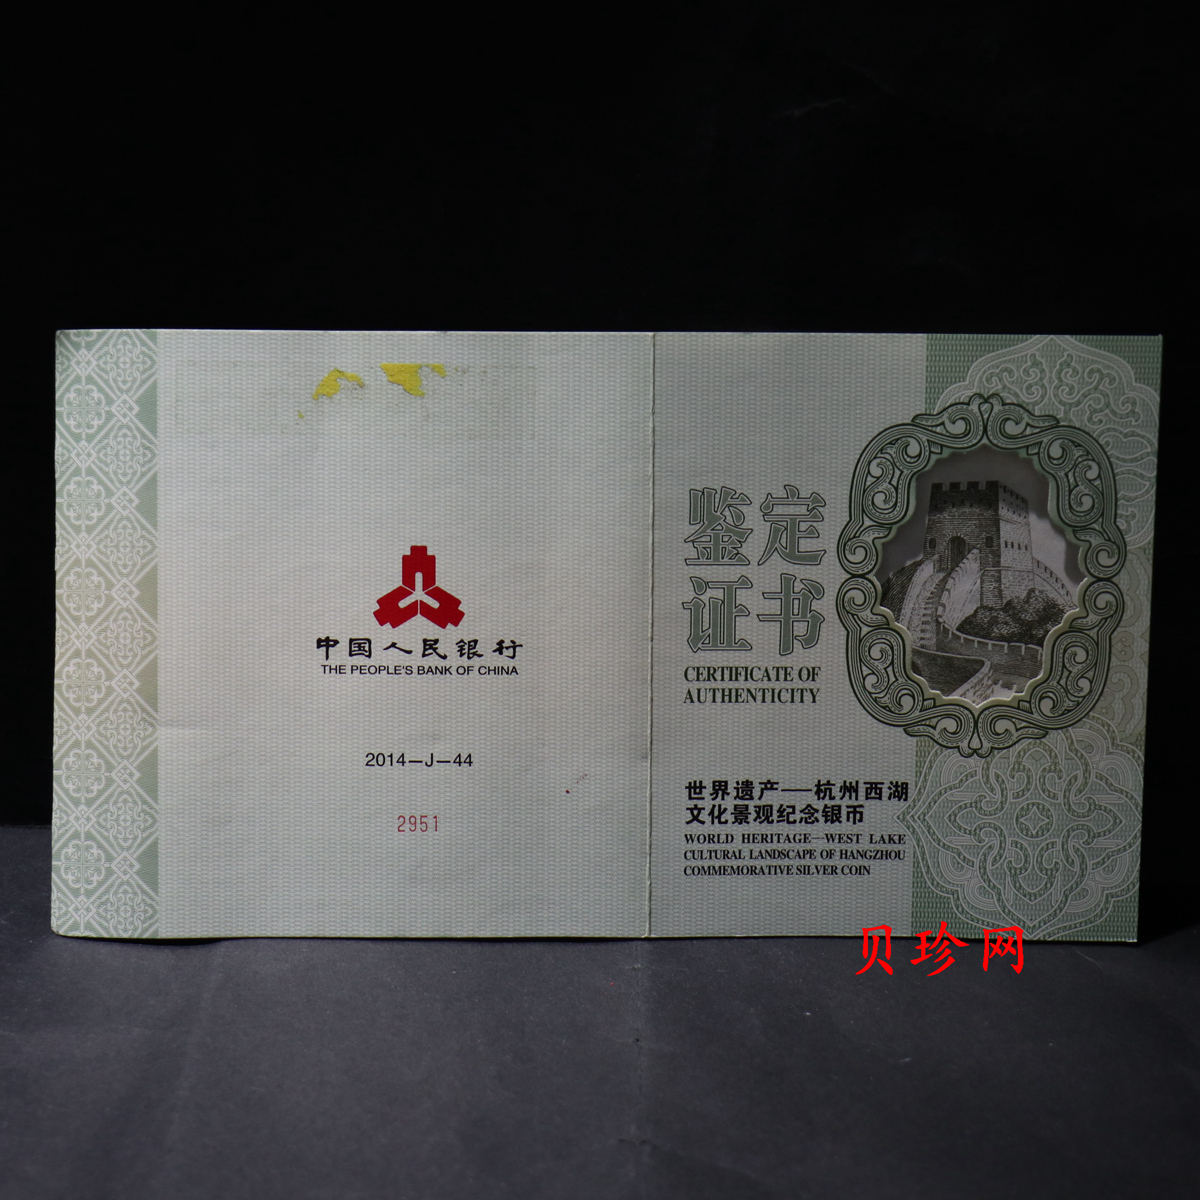 中国人民银行
THE PEOPLE'S BANK OF CHINA
2014-J-44
2951
鉴定
证书
CERTIFICATE OF
AUTHENTICITY
世界遗产——杭州西湖
文化景观纪念银币
WORLD HERITAGE—WEST LAKE
CULTURAL LANDSCAPE OF HANGZHOU
COMMEMORATIVE SILVER COIN
贝珍网